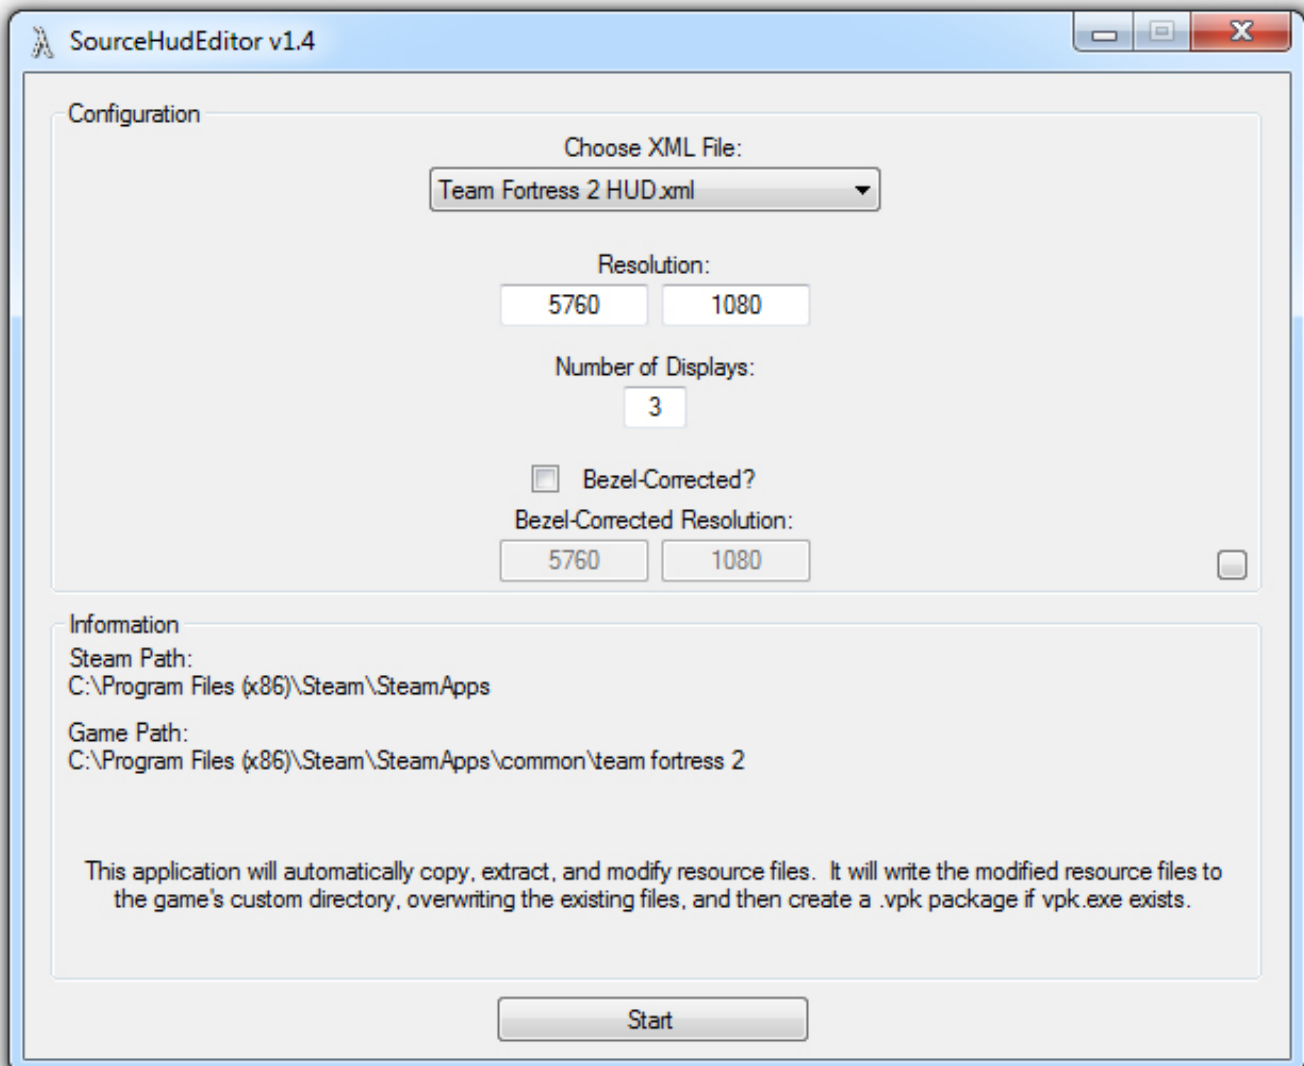 SourceHudEditor v1.4
Configuration
Choose XML File:
Team Fortress 2 HUD.xml
Resolution:
5760 1080
Number of Displays:
3
Bezel-Corrected?
Bezel-Corrected Resolution:
5760 1080
Information
Steam Path:
C:\Program Files (x86)\Steam\SteamApps
Game Path:
C:\Program Files (x86)\Steam\SteamApps\common\team fortress 2
This application will automatically copy, extract, and modify resource files.  It will write the modified resource files to
the game's custom directory, overwriting the existing files, and then create a .vpk package if vpk.exe exists.
Start